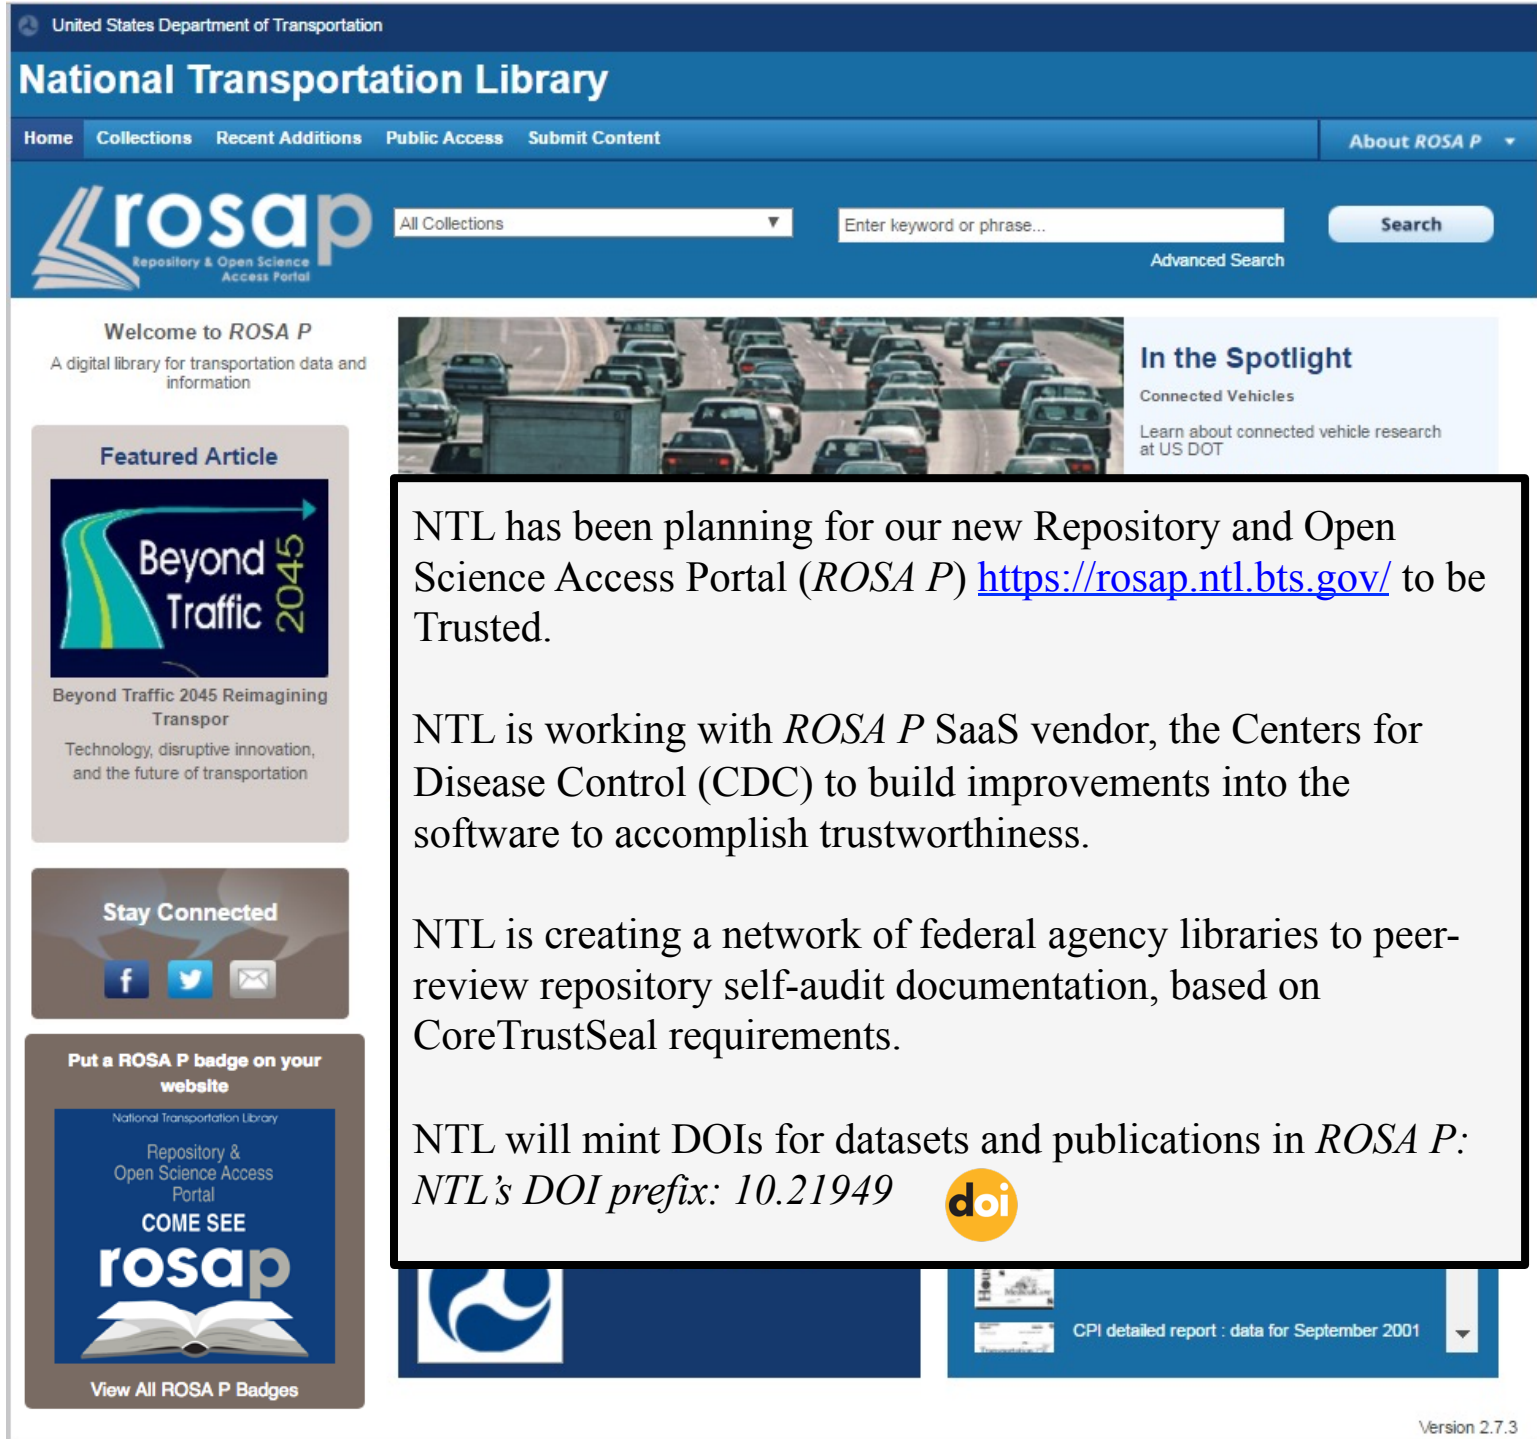 United States Department of Transportation
National Transportation Library
Home Collections Recent Additions Public Access Submit Content About ROSA P
rosap
Repository & Open Science
Access Portal
All Collections
Enter keyword or phrase...
Search
Advanced Search
Welcome to ROSA P
A digital library for transportation data and
information
Featured Article
Beyond
Traffic
2045
Beyond Traffic 2045 Reimagining
Transpor
Technology, disruptive innovation,
and the future of transportation
Stay Connected
f
Put a ROSA P badge on your
website
National Transportation Library
Repository &
Open Science Access
Portal
COME SEE
rosap
View All ROSA P Badges
In the Spotlight
Connected Vehicles
Learn about connected vehicle research
at US DOT
NTL has been planning for our new Repository and Open
Science Access Portal (ROSA P) https://rosap.ntl.bts.gov/ to be
Trusted.
NTL is working with ROSA P SaaS vendor, the Centers for
Disease Control (CDC) to build improvements into the
software to accomplish trustworthiness.
NTL is creating a network of federal agency libraries to peer-
review repository self-audit documentation, based on
CoreTrustSeal requirements.
NTL will mint DOIs for datasets and publications in ROSA P:
NTL’s DOI prefix: 10.21949
doi
CPI detailed report : data for September 2001
Version 2.7.3